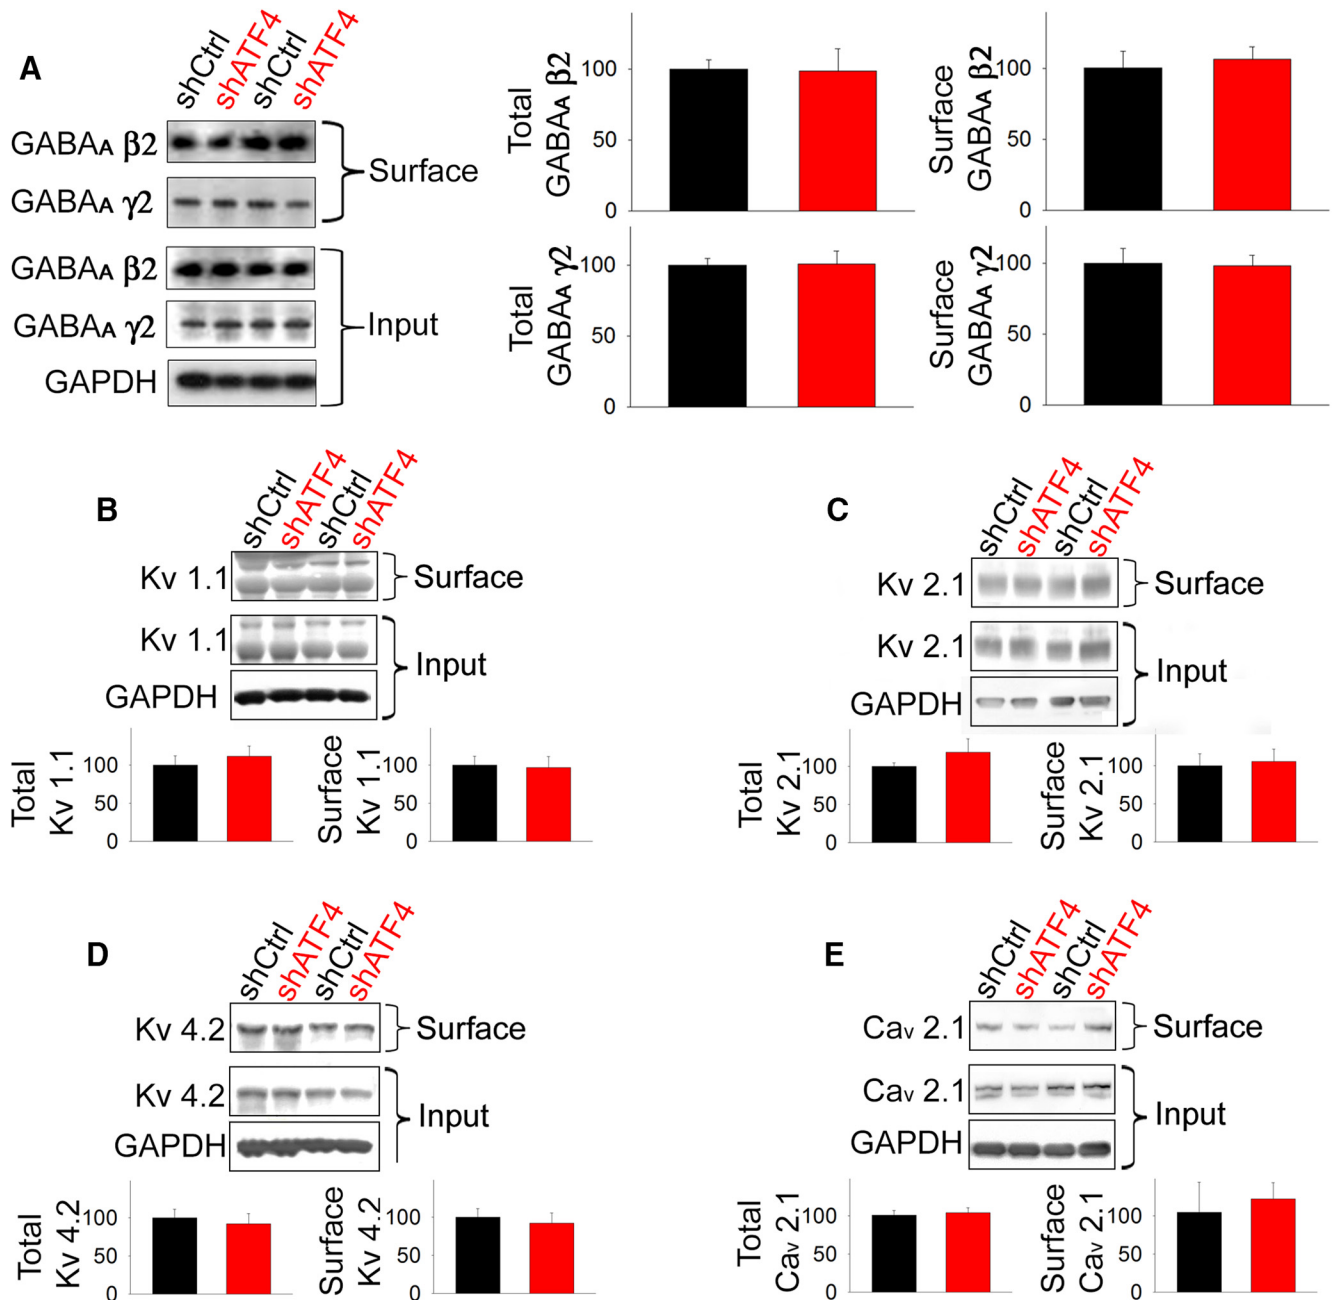 A
shCtrl
shATF4
shCtrl
shATF4
GABAA β2
GABAA γ2
Surface
GABAA β2
GABAA γ2
GAPDH
Input
Total
GABAA β2
100
50
0
Surface
GABAA β2
100
50
0
Total
GABAA γ2
100
50
0
Surface
GABAA γ2
100
50
0
B
shCtrl
shATF4
shCtrl
shATF4
Kv 1.1
Surface
Kv 1.1
GAPDH
Input
Total
Kv 1.1
100
50
0
Surface
Kv 1.1
100
50
0
C
shCtrl
shATF4
shCtrl
shATF4
Kv 2.1
Surface
Kv 2.1
GAPDH
Input
Total
Kv 2.1
100
50
0
Surface
Kv 2.1
100
50
0
D
shCtrl
shATF4
shCtrl
shATF4
Kv 4.2
Surface
Kv 4.2
GAPDH
Input
Total
Kv 4.2
100
50
0
Surface
Kv 4.2
100
50
0
E
shCtrl
shATF4
shCtrl
shATF4
Cav 2.1
Surface
Cav 2.1
GAPDH
Input
Total
Cav 2.1
100
50
0
Surface
Cav 2.1
100
50
0